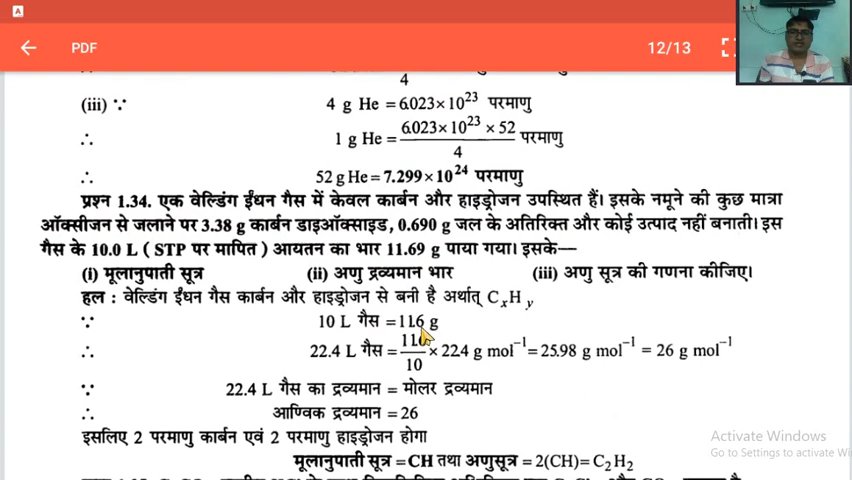 A
PDF
12/13
4
(iii) ∵ 4 g He = 6.023×10²³ परमाणु
∴ 1 g He = 6.023×10²³ × 52 / 4 परमाणु
∴ 52 g He = 7.299×10²⁴ परमाणु
प्रश्न 1.34. एक वेल्डिंग ईंधन गैस में केवल कार्बन और हाइड्रोजन उपस्थित हैं। इसके नमूने की कुछ मात्रा
ऑक्सीजन से जलाने पर 3.38 g कार्बन डाइऑक्साइड, 0.690 g जल के अतिरिक्त और कोई उत्पाद नहीं बनाती। इस
गैस के 10.0 L ( STP पर मापित ) आयतन का भार 11.69 g पाया गया। इसके—
(i) मूलानुपाती सूत्र (ii) अणु द्रव्यमान भार (iii) अणु सूत्र की गणना कीजिए।
हल : वेल्डिंग ईंधन गैस कार्बन और हाइड्रोजन से बनी है अर्थात् CₓHᵧ
∵ 10 L गैस = 11.6 g
∴ 22.4 L गैस = 11.6 / 10 × 22.4 g mol⁻¹ = 25.98 g mol⁻¹ = 26 g mol⁻¹
∵ 22.4 L गैस का द्रव्यमान = मोलर द्रव्यमान
∴ आण्विक द्रव्यमान = 26
इसलिए 2 परमाणु कार्बन एवं 2 परमाणु हाइड्रोजन होगा
मूलानुपाती सूत्र = CH तथा अणुसूत्र = 2(CH) = C₂H₂
Activate Windows
Go to Settings to activate Win